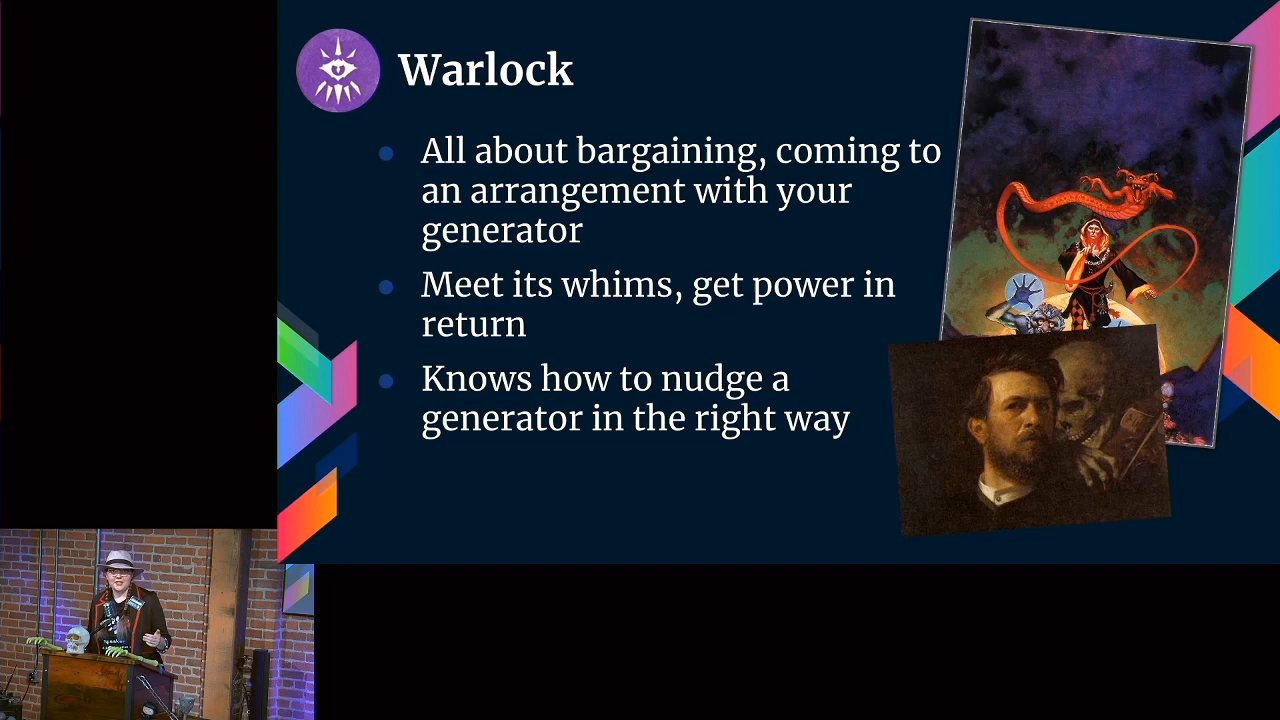 Warlock
All about bargaining, coming to
an arrangement with your
generator
Meet its whims, get power in
return
Knows how to nudge a
generator in the right way
Speaker